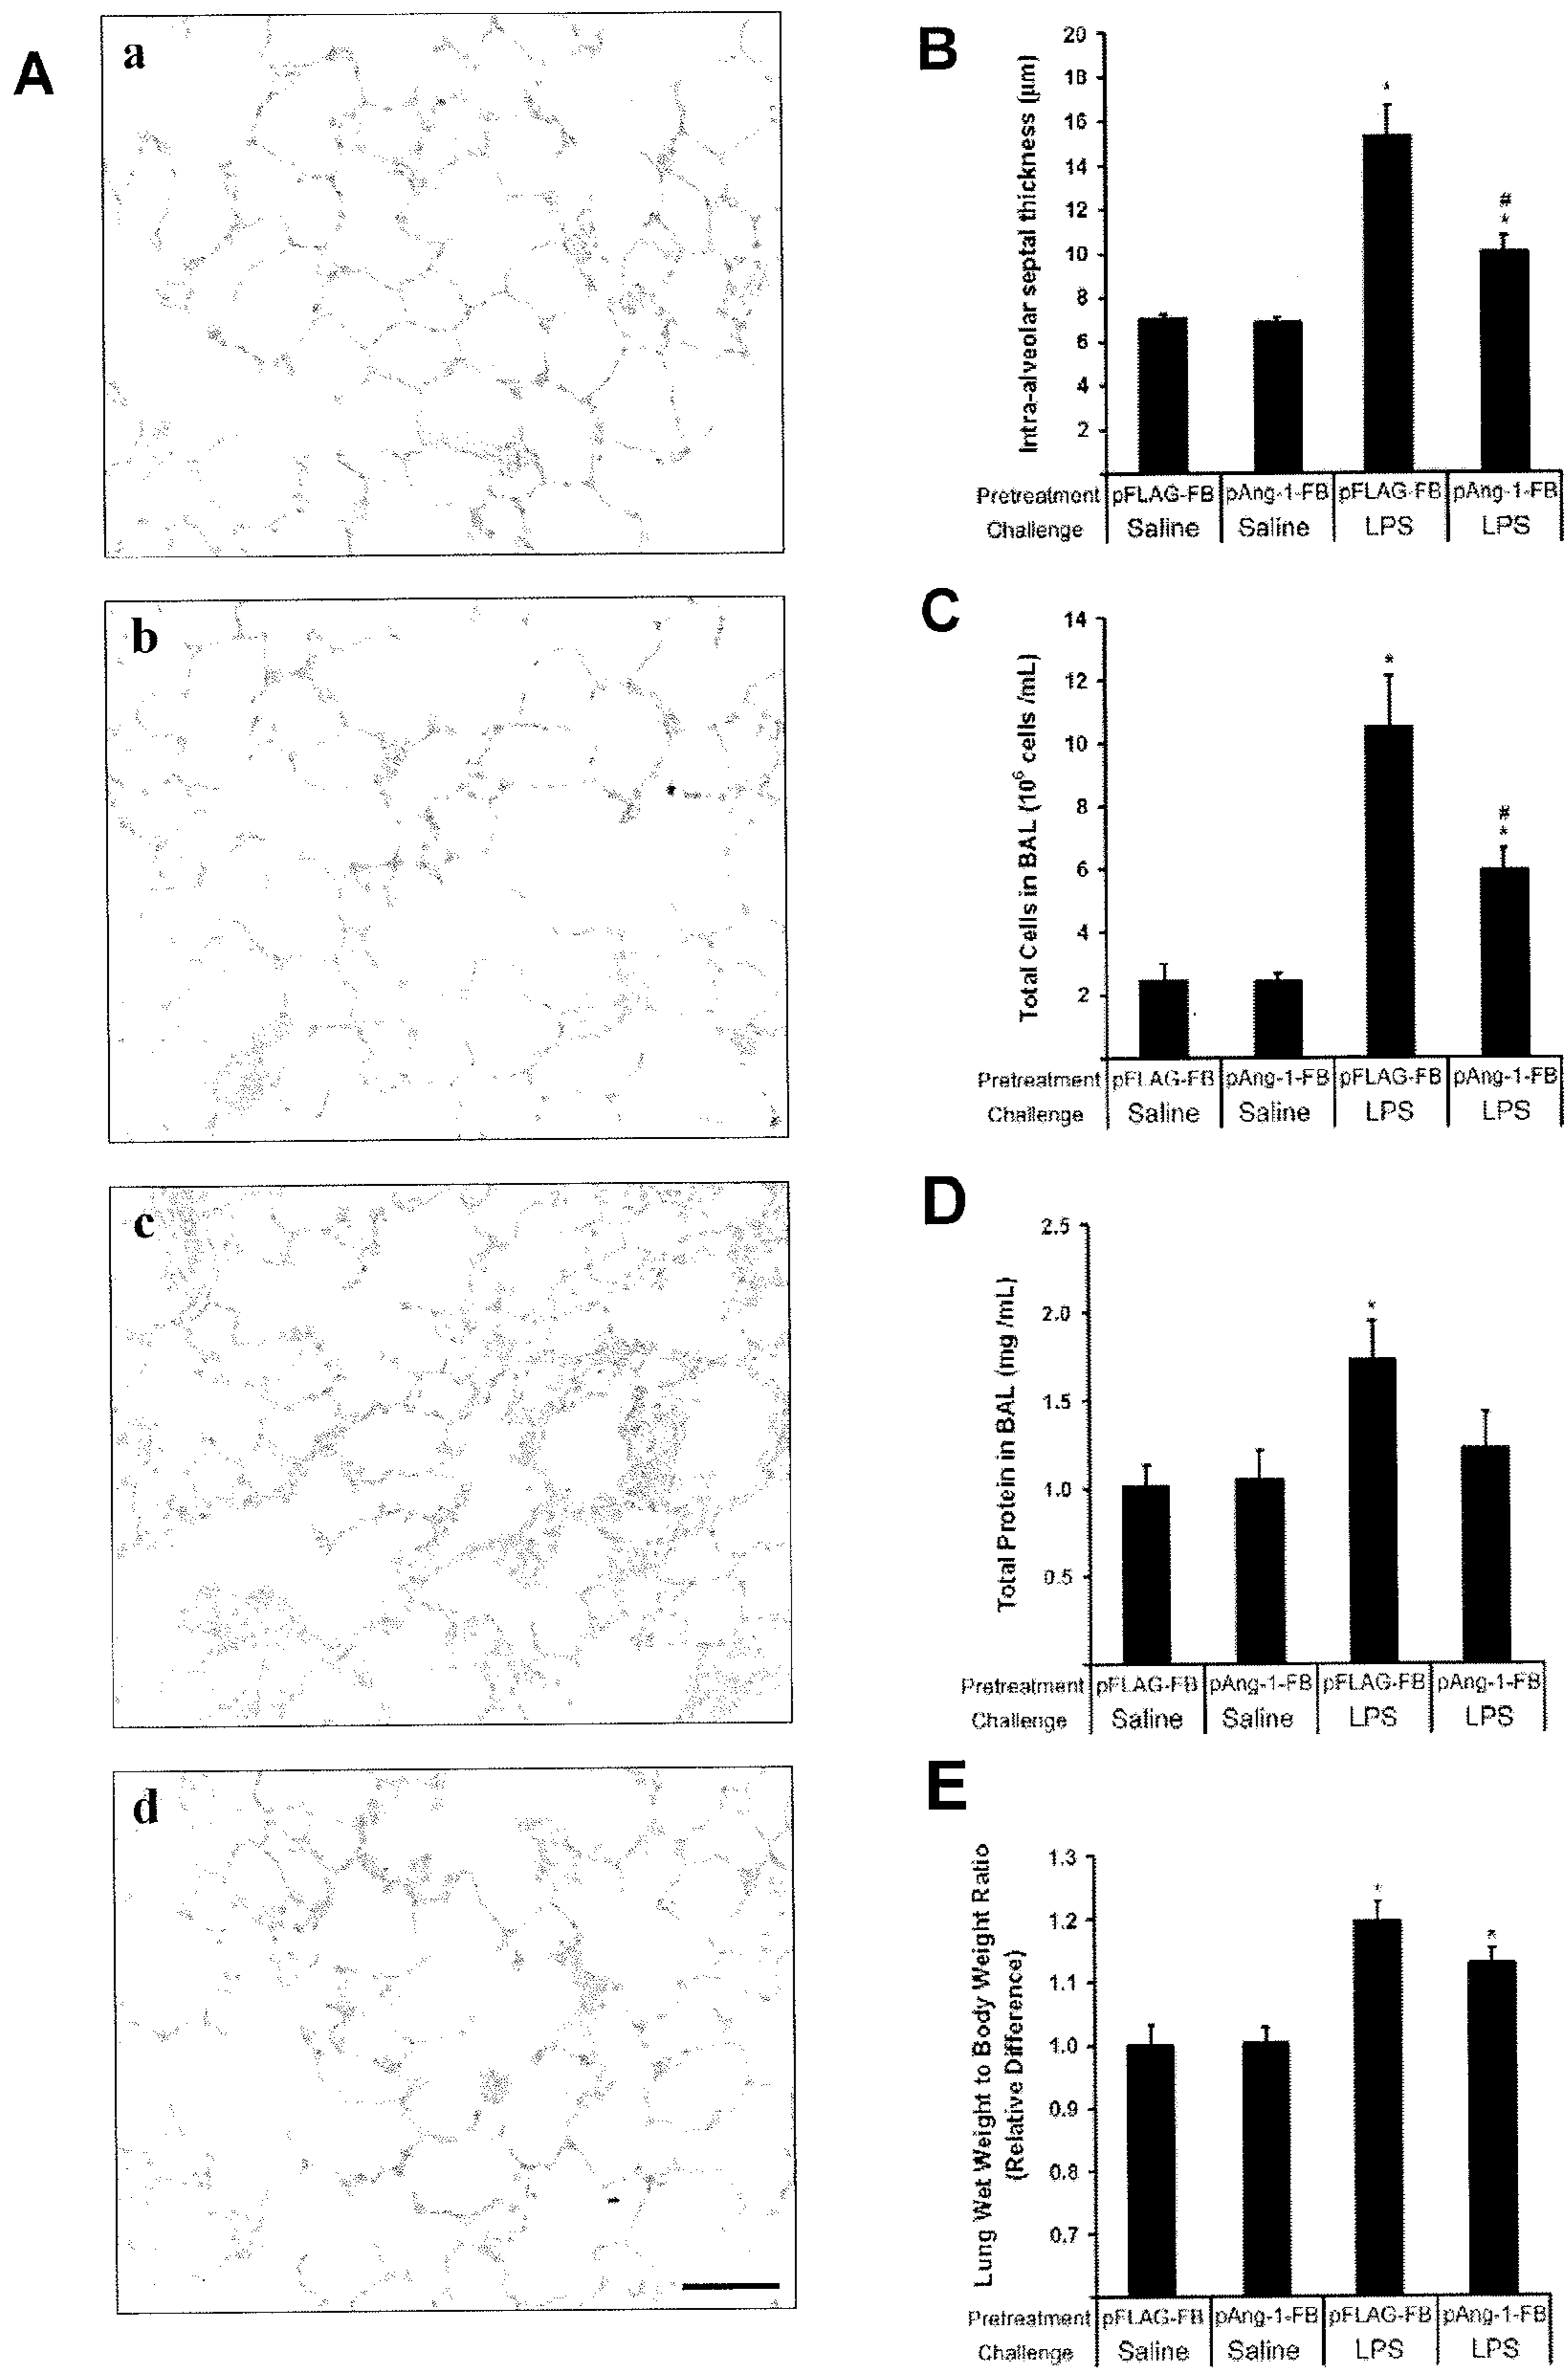 A
a
b
c
d
B
Intra-alveolar septal thickness (µm)
20
18
16
14
12
10
8
6
4
2
*
#
*
Pretreatment pFLAG-FB pAng-1-FB pFLAG-FB pAng-1-FB
Challenge Saline Saline LPS LPS
C
Total Cells in BAL (10⁶ cells /mL)
14
12
10
8
6
4
2
*
#
*
Pretreatment pFLAG-FB pAng-1-FB pFLAG-FB pAng-1-FB
Challenge Saline Saline LPS LPS
D
Total Protein in BAL (mg /mL)
2.5
2.0
1.5
1.0
0.5
*
Pretreatment pFLAG-FB pAng-1-FB pFLAG-FB pAng-1-FB
Challenge Saline Saline LPS LPS
E
Lung Wet Weight to Body Weight Ratio
(Relative Difference)
1.3
1.2
1.1
1.0
0.9
0.8
0.7
*
*
Pretreatment pFLAG-FB pAng-1-FB pFLAG-FB pAng-1-FB
Challenge Saline Saline LPS LPS